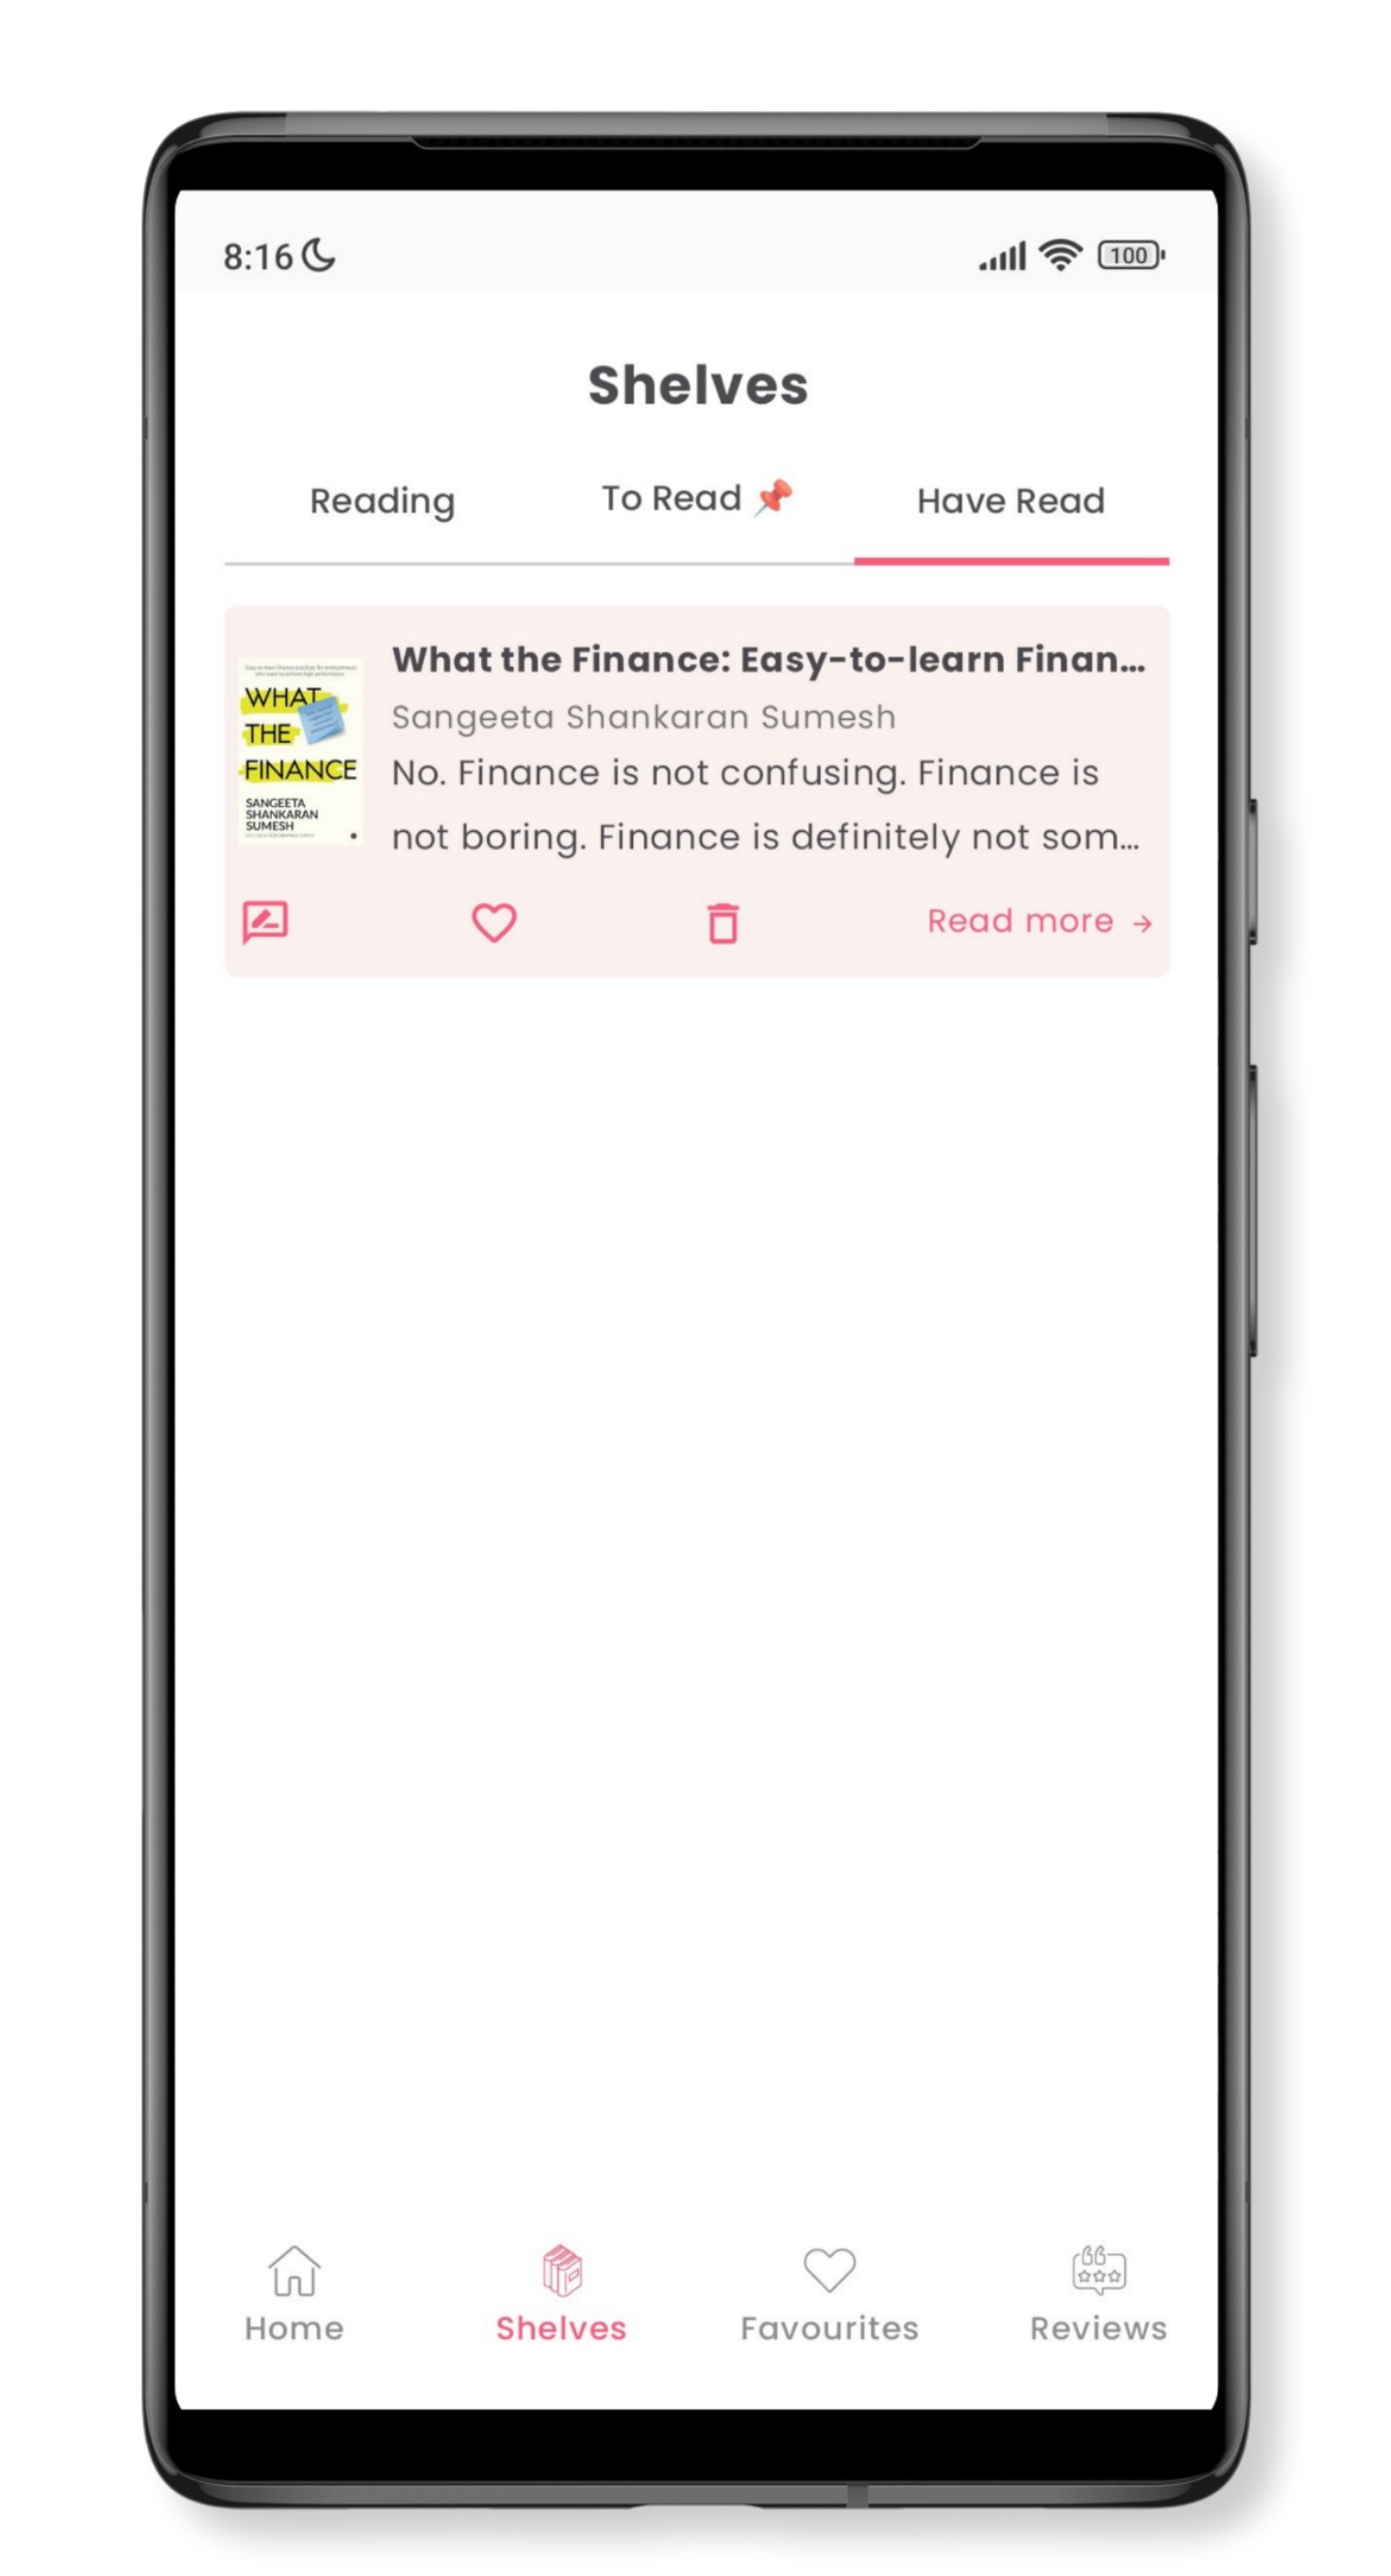 8:16
100
Shelves
Reading
To Read
Have Read
WHAT
THE
FINANCE
SANGEETA
SHANKARAN
SUMESH
What the Finance: Easy-to-learn Finan...
Sangeeta Shankaran Sumesh
No. Finance is not confusing. Finance is
not boring. Finance is definitely not som...
Read more →
Home
Shelves
Favourites
Reviews